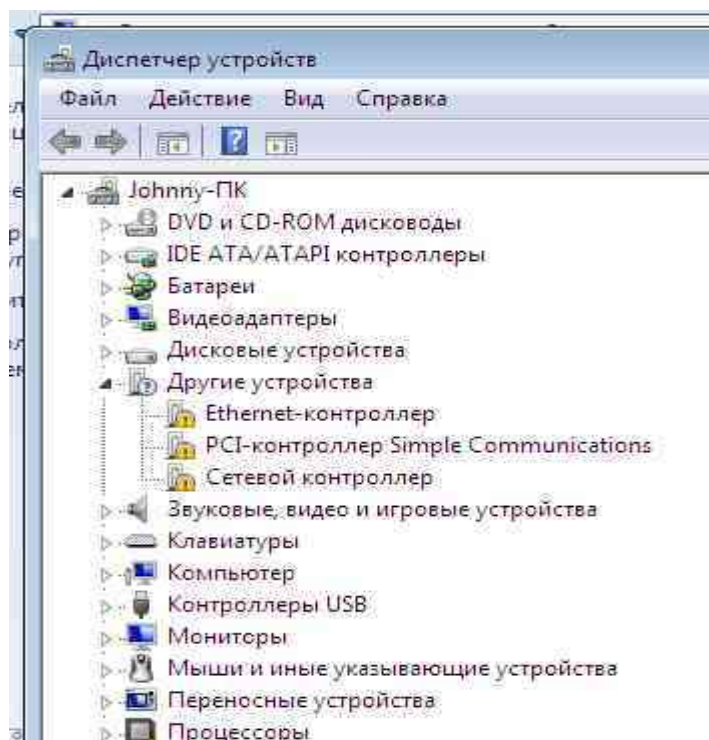 Диспетчер устройств
Файл Действие Вид Справка
Johnny-ПК
DVD и CD-ROM дисководы
IDE ATA/ATAPI контроллеры
Батареи
Видеоадаптеры
Дисковые устройства
Другие устройства
Ethernet-контроллер
PCI-контроллер Simple Communications
Сетевой контроллер
Звуковые, видео и игровые устройства
Клавиатуры
Компьютер
Контроллеры USB
Мониторы
Мыши и иные указывающие устройства
Переносные устройства
Процессоры